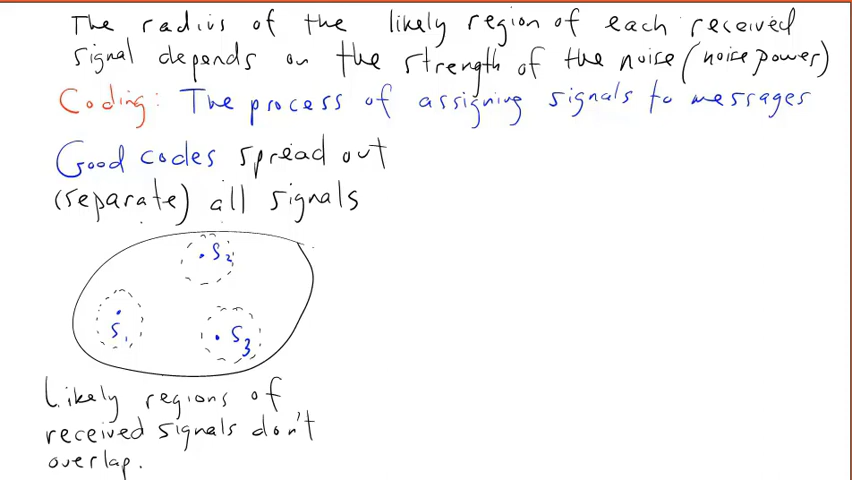 The radius of the likely region of each received
signal depends on the strength of the noise (noise power)
Coding: The process of assigning signals to messages
Good codes spread out
(separate) all signals
S2
S1
S3
Likely regions of
received signals don't
overlap.